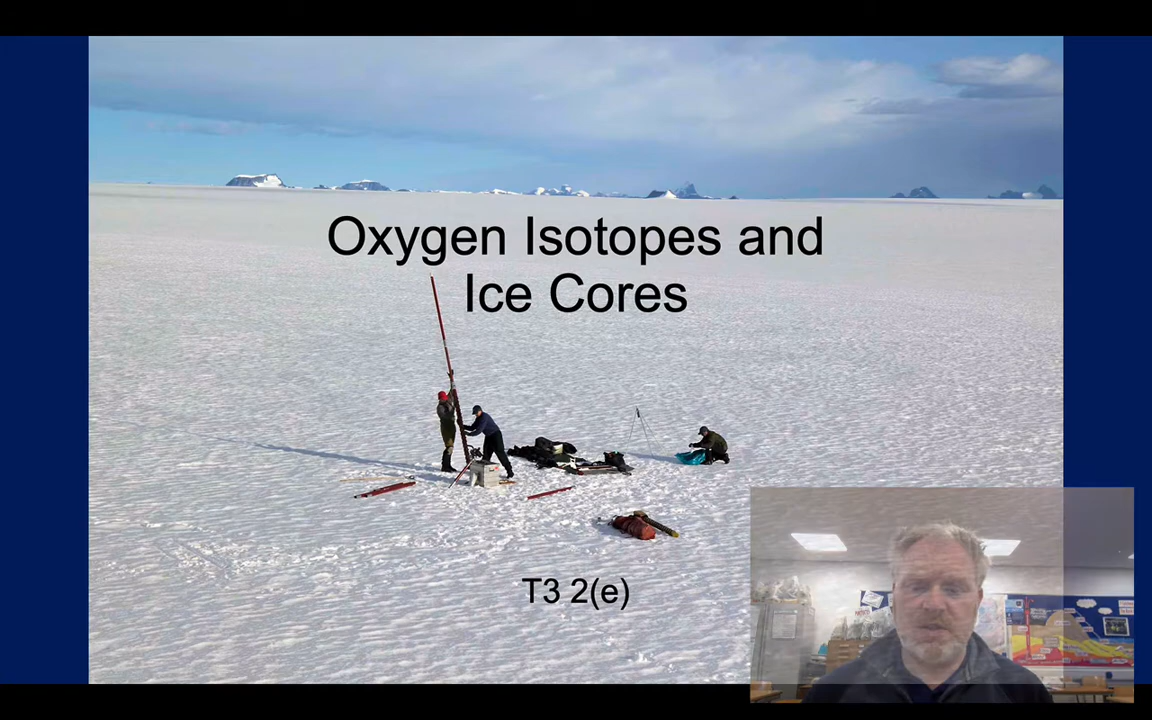 Oxygen Isotopes and
Ice Cores
T3 2(e)